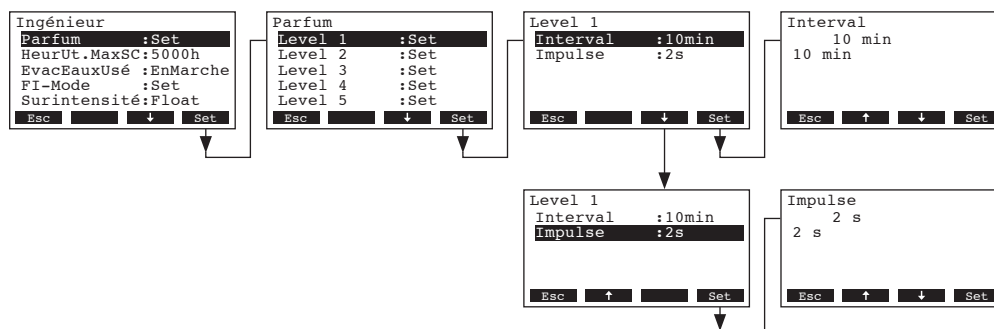 Ingénieur
Parfum :Set
HeurUt.MaxSC:5000h
EvacEauxUsé :EnMarche
FI-Mode :Set
Surintensité:Float
Esc ↓ Set
Parfum
Level 1 :Set
Level 2 :Set
Level 3 :Set
Level 4 :Set
Level 5 :Set
Esc ↓ Set
Level 1
Interval :10min
Impulse :2s
Esc ↓ Set
Interval
10 min
10 min
Esc ↑ ↓ Set
Level 1
Interval :10min
Impulse :2s
Esc ↑ Set
Impulse
2 s
2 s
Esc ↑ ↓ Set